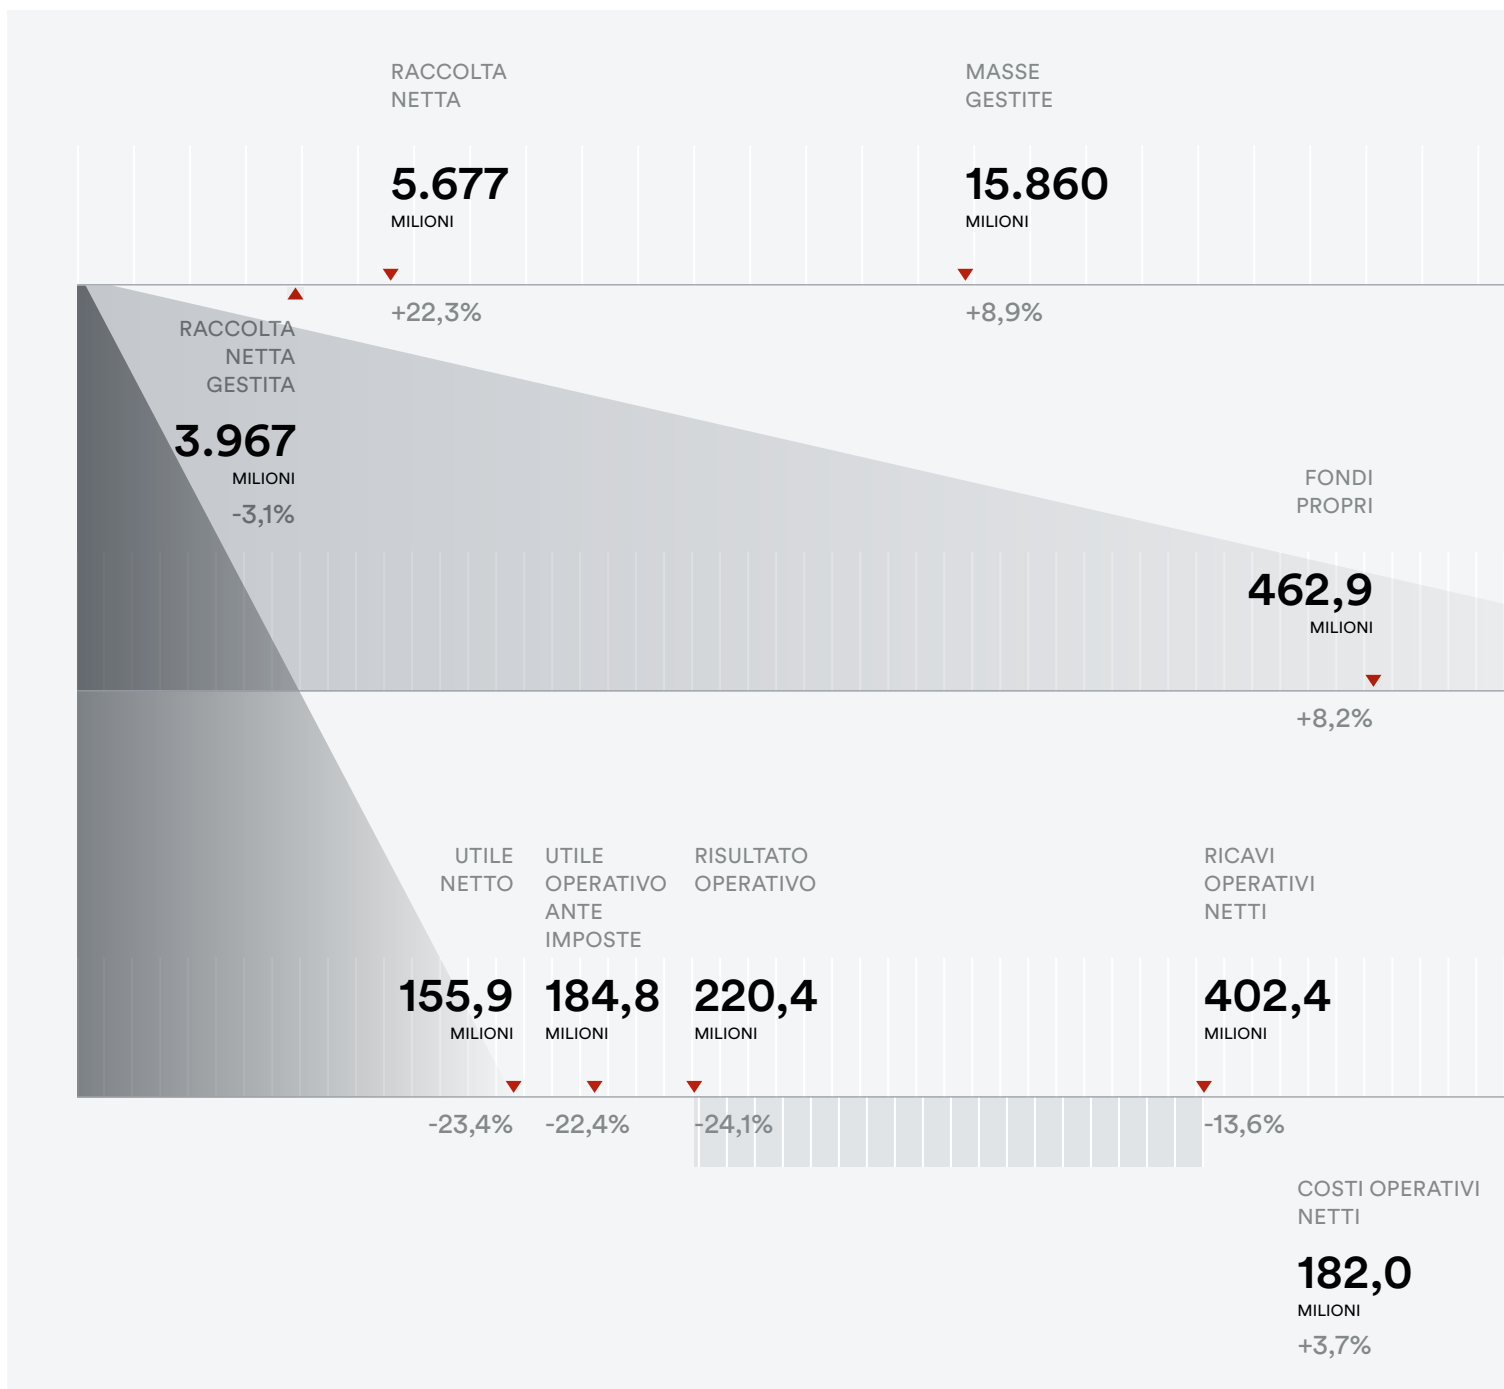 RACCOLTA
NETTA
5.677
MILIONI
+22,3%
MASSE
GESTITE
15.860
MILIONI
+8,9%
RACCOLTA
NETTA
GESTITA
3.967
MILIONI
-3,1%
FONDI
PROPRI
462,9
MILIONI
+8,2%
UTILE
NETTO
155,9
MILIONI
-23,4%
UTILE
OPERATIVO
ANTE
IMPOSTE
184,8
MILIONI
-22,4%
RISULTATO
OPERATIVO
220,4
MILIONI
-24,1%
RICAVI
OPERATIVI
NETTI
402,4
MILIONI
-13,6%
COSTI OPERATIVI
NETTI
182,0
MILIONI
+3,7%